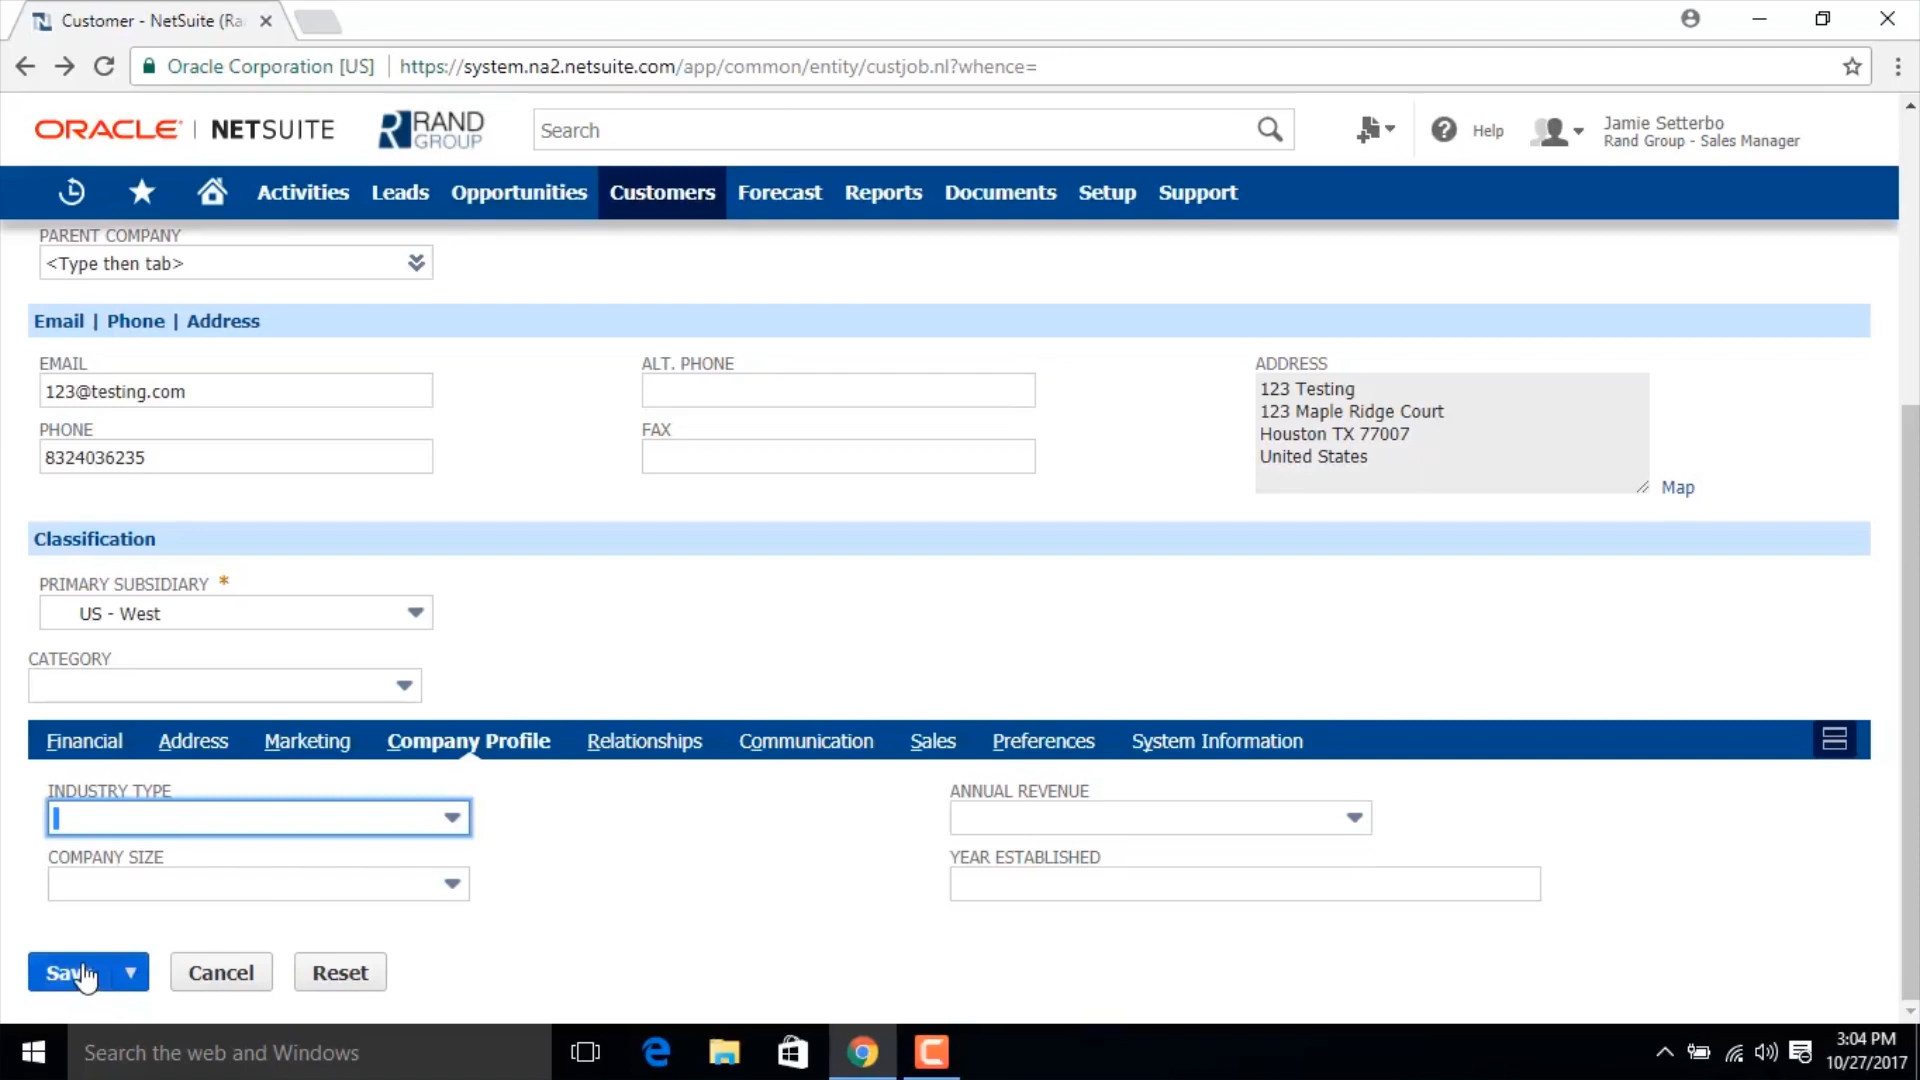 Customer - NetSuite (Ra
Oracle Corporation [US]
https://system.na2.netsuite.com/app/common/entity/custjob.nl?whence=
ORACLE | NETSUITE
RAND GROUP
Search
Help
Jamie Setterbo
Rand Group - Sales Manager
Activities Leads Opportunities Customers Forecast Reports Documents Setup Support
PARENT COMPANY
<Type then tab>
Email | Phone | Address
EMAIL
123@testing.com
PHONE
8324036235
ALT. PHONE
FAX
ADDRESS
123 Testing
123 Maple Ridge Court
Houston TX 77007
United States
Map
Classification
PRIMARY SUBSIDIARY *
US - West
CATEGORY
Financial Address Marketing Company Profile Relationships Communication Sales Preferences System Information
INDUSTRY TYPE
ANNUAL REVENUE
COMPANY SIZE
YEAR ESTABLISHED
Cancel Reset
Search the web and Windows
3:04 PM
10/27/2017